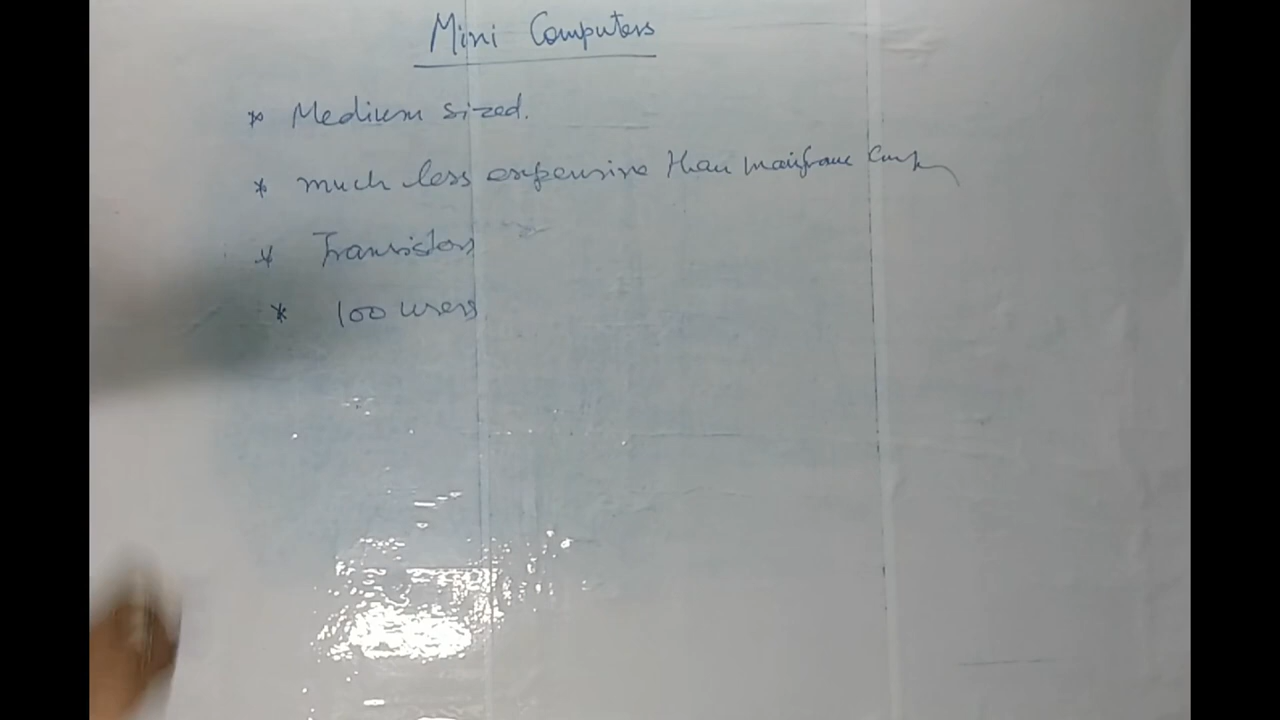 Mini Computers
* Medium sized.
* much less expensive than mainframe
* Transistors
* 100 users